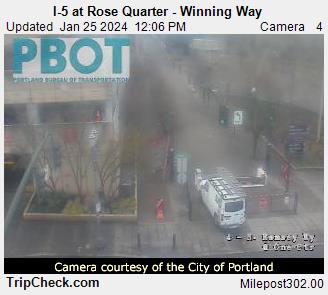 I-5 at Rose Quarter - Winning Way
Updated Jan 25 2024 12:06 PM Camera 4
PBOT
PORTLAND BUREAU OF TRANSPORTATION
Camera courtesy of the City of Portland
TripCheck.com Milepost302.00